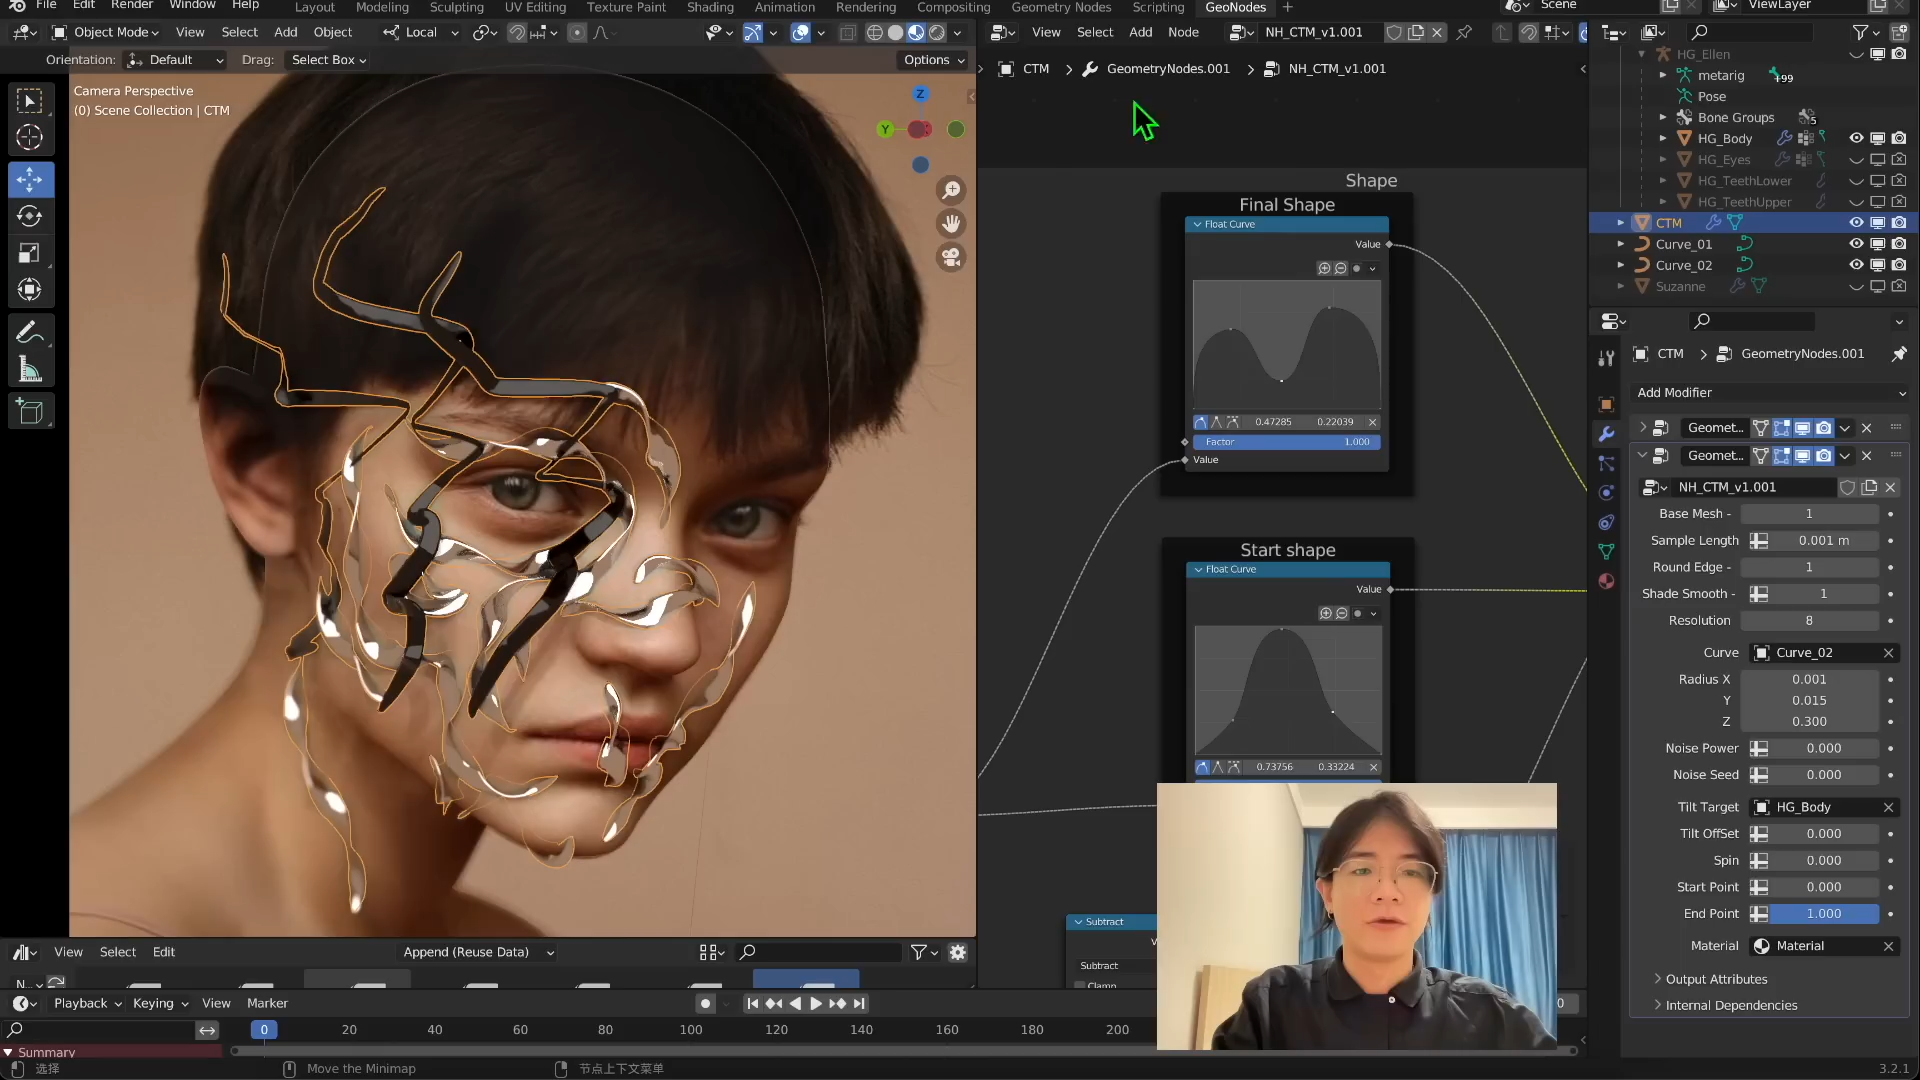 File Edit Render Window Help
Layout Modeling Sculpting UV Editing Texture Paint Shading Animation Rendering Compositing Geometry Nodes Scripting GeoNodes +
Scene
ViewLayer
Object Mode View Select Add Object
Local
Orientation: Default
Drag: Select Box
Options
Camera Perspective
(0) Scene Collection | CTM
Z
Y
View Select Add Node
NH_CTM_v1.001
CTM > GeometryNodes.001 > NH_CTM_v1.001
Shape
Final Shape
Float Curve
Value
0.47285 0.22039
Factor 1.000
Value
Start shape
Float Curve
Value
0.73756 0.33224
Subtract
Subtract
Clamp
HG_Ellen
metarig
+99
Pose
Bone Groups
5
HG_Body
HG_Eyes
HG_TeethLower
HG_TeethUpper
CTM
Curve_01
Curve_02
Suzanne
CTM > GeometryNodes.001
Add Modifier
Geomet...
Geomet...
NH_CTM_v1.001
Base Mesh - 1
Sample Length 0.001 m
Round Edge - 1
Shade Smooth - 1
Resolution 8
Curve Curve_02
Radius X 0.001
Y 0.015
Z 0.300
Noise Power 0.000
Noise Seed 0.000
Tilt Target HG_Body
Tilt OffSet 0.000
Spin 0.000
Start Point 0.000
End Point 1.000
Material Material
Output Attributes
Internal Dependencies
View Select Edit
Append (Reuse Data)
N...
Playback Keying View Marker
0
0 20 40 60 80 100 120 140 160 180 200
Summary
选择
Move the Minimap
节点上下文菜单
3.2.1